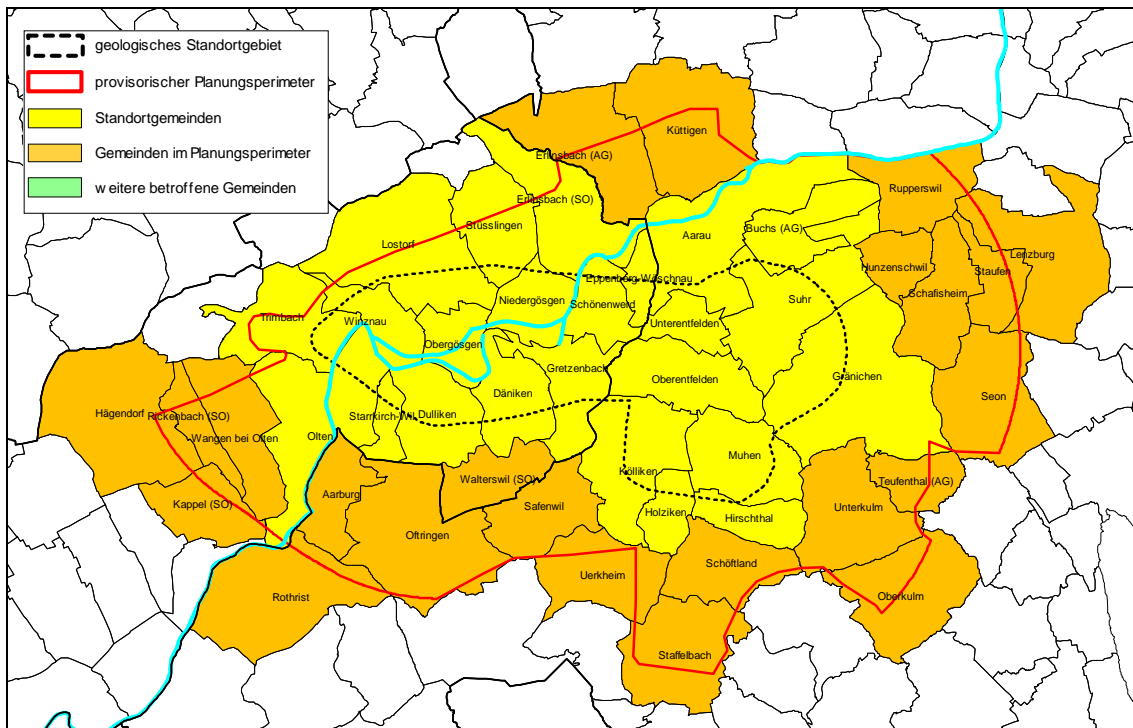 geologisches Standortgebiet
provisorischer Planungsperimeter
Standortgemeinden
Gemeinden im Planungsperimeter
weitere betroffene Gemeinden
Küttigen
Erlinsbach (AG)
Rupperswil
Erlinsbach (SO)
Stüsslingen
Aarau
Buchs (AG)
Lostorf
Lenzburg
Hunzenschwil
Staufen
Eppenberg-Wöschnau
Schafisheim
Suhr
Niedergösgen
Schönenwerd
Trimbach
Winznau
Unterentfelden
Obergösgen
Gretzenbach
Gränichen
Oberentfelden
Däniken
Seon
Hägendorf
Rickenbach (SO)
Starrkirch-Wil
Dulliken
Wangen bei Olten
Olten
Muhen
Kölliken
Walterswil (SO)
Teufenthal (AG)
Aarburg
Kappel (SO)
Safenwil
Unterkulm
Holziken
Hirschthal
Oftringen
Schöftland
Uerkheim
Rothrist
Oberkulm
Staffelbach